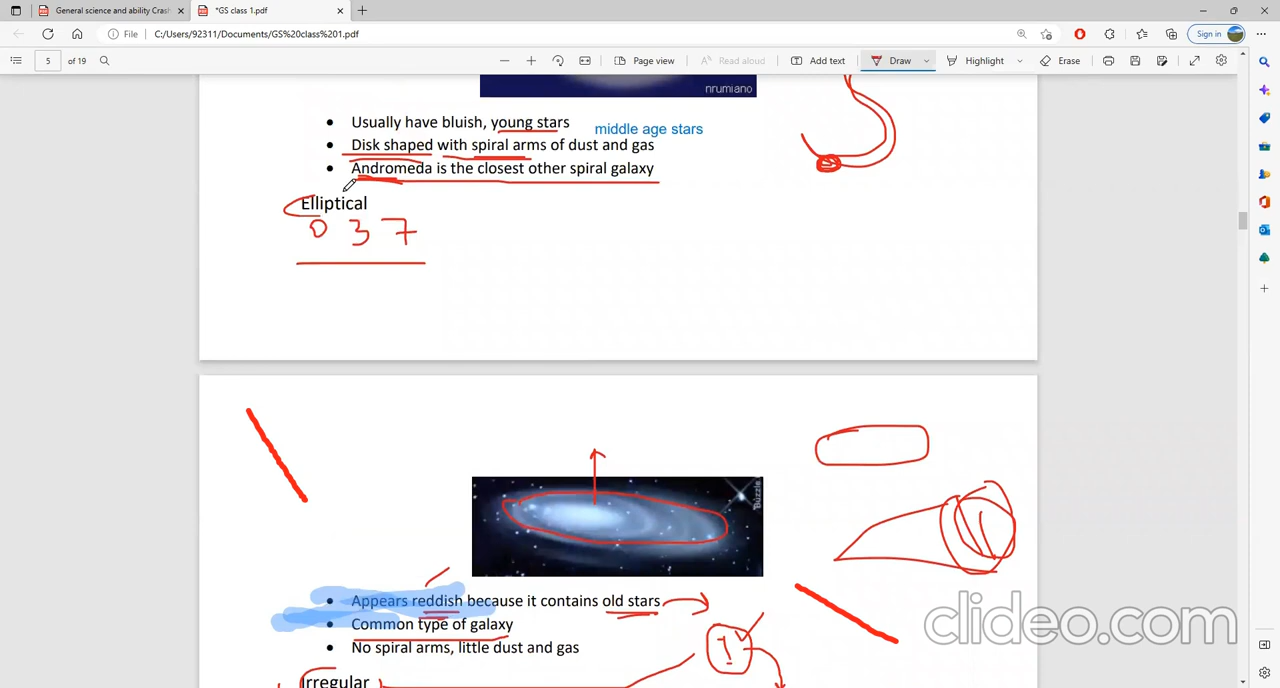 General science and ability Crash
*GS class 1.pdf
File
C:/Users/92311/Documents/GS%20class%201.pdf
Sign in
5 of 19
Page view
Read aloud
Add text
Draw
Highlight
Erase
nrumiano
Usually have bluish, young stars
middle age stars
Disk shaped with spiral arms of dust and gas
Andromeda is the closest other spiral galaxy
Elliptical
0 3 7
Buzzle
Appears reddish because it contains old stars
Common type of galaxy
No spiral arms, little dust and gas
Irregular
clideo.com